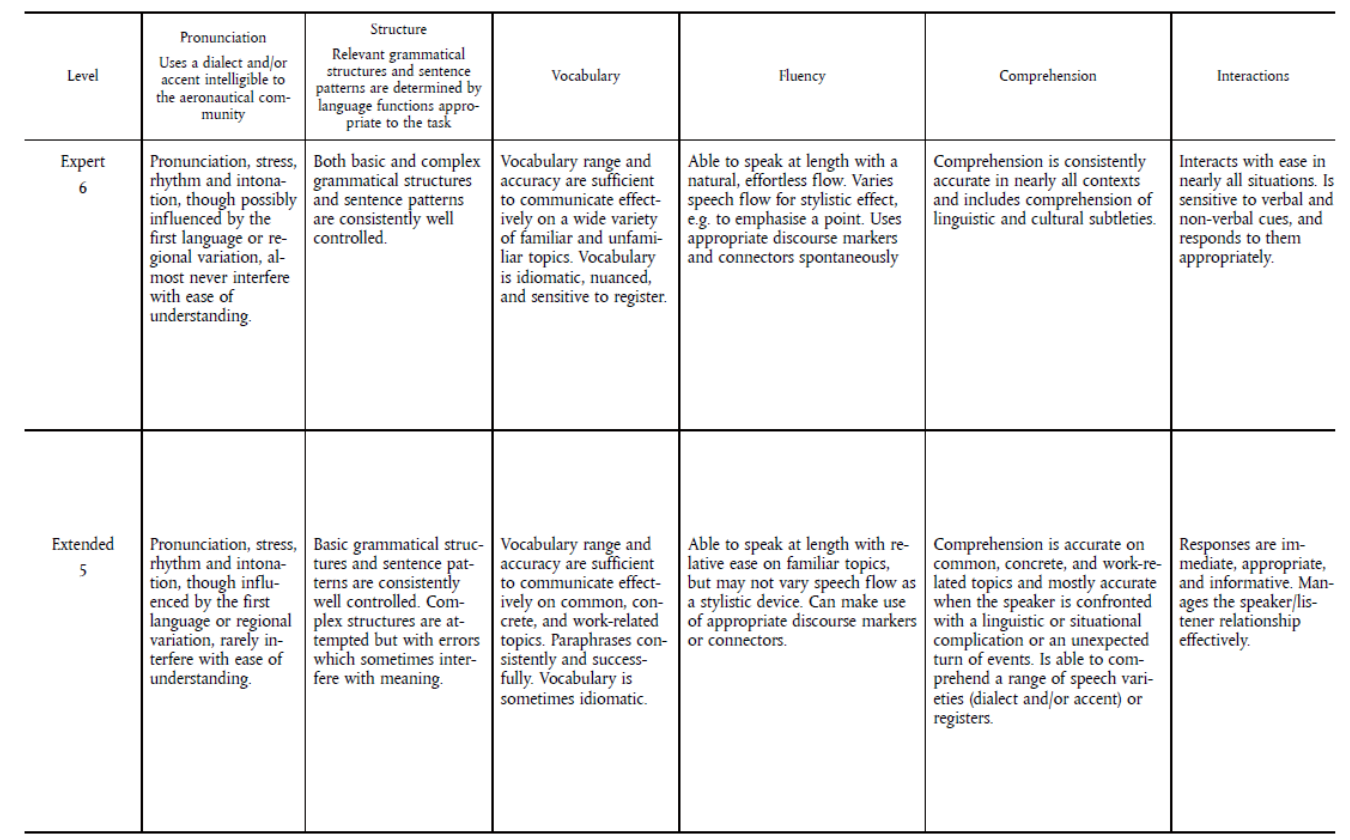 Level
Pronunciation
Uses a dialect and/or
accent intelligible to
the aeronautical com-
munity
Structure
Relevant grammatical
structures and sentence
patterns are determined by
language functions appro-
priate to the task
Vocabulary
Fluency
Comprehension
Interactions
Expert
6
Pronunciation, stress,
rhythm and intona-
tion, though possibly
influenced by the
first language or re-
gional variation, al-
most never interfere
with ease of
understanding.
Both basic and complex
grammatical structures
and sentence patterns
are consistently well
controlled.
Vocabulary range and
accuracy are sufficient
to communicate effect-
ively on a wide variety
of familiar and unfami-
liar topics. Vocabulary
is idiomatic, nuanced,
and sensitive to register.
Able to speak at length with a
natural, effortless flow. Varies
speech flow for stylistic effect,
e.g. to emphasise a point. Uses
appropriate discourse markers
and connectors spontaneously
Comprehension is consistently
accurate in nearly all contexts
and includes comprehension of
linguistic and cultural subtleties.
Interacts with ease in
nearly all situations. Is
sensitive to verbal and
non-verbal cues, and
responds to them
appropriately.
Extended
5
Pronunciation, stress,
rhythm and intona-
tion, though influ-
enced by the first
language or regional
variation, rarely in-
terfere with ease of
understanding.
Basic grammatical struc-
tures and sentence pat-
terns are consistently
well controlled. Com-
plex structures are at-
tempted but with errors
which sometimes inter-
fere with meaning.
Vocabulary range and
accuracy are sufficient
to communicate effect-
ively on common, con-
crete, and work-related
topics. Paraphrases con-
sistently and success-
fully. Vocabulary is
sometimes idiomatic.
Able to speak at length with re-
lative ease on familiar topics,
but may not vary speech flow as
a stylistic device. Can make use
of appropriate discourse markers
or connectors.
Comprehension is accurate on
common, concrete, and work-re-
lated topics and mostly accurate
when the speaker is confronted
with a linguistic or situational
complication or an unexpected
turn of events. Is able to com-
prehend a range of speech vari-
eties (dialect and/or accent) or
registers.
Responses are im-
mediate, appropriate,
and informative. Man-
ages the speaker/lis-
tener relationship
effectively.